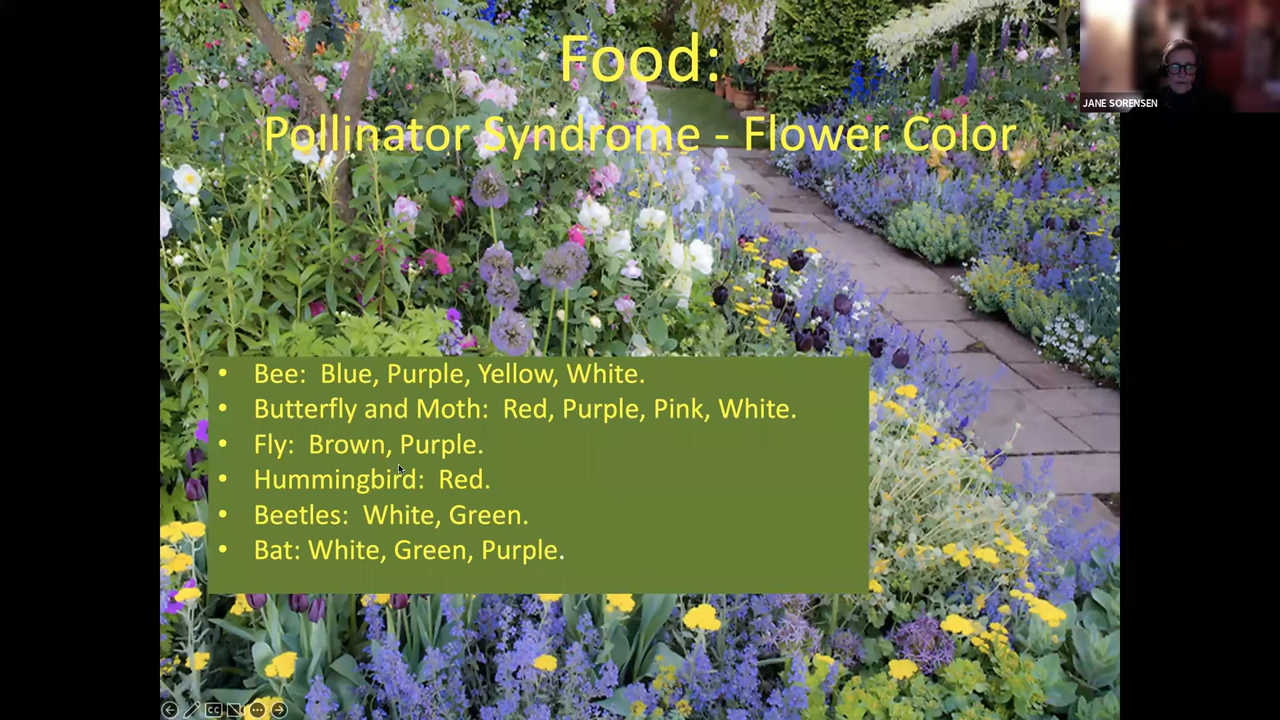 Food:
Pollinator Syndrome - Flower Color
JANE SORENSEN
• Bee:  Blue, Purple, Yellow, White.
• Butterfly and Moth:  Red, Purple, Pink, White.
• Fly:  Brown, Purple.
• Hummingbird:  Red.
• Beetles:  White, Green.
• Bat: White, Green, Purple.
CC